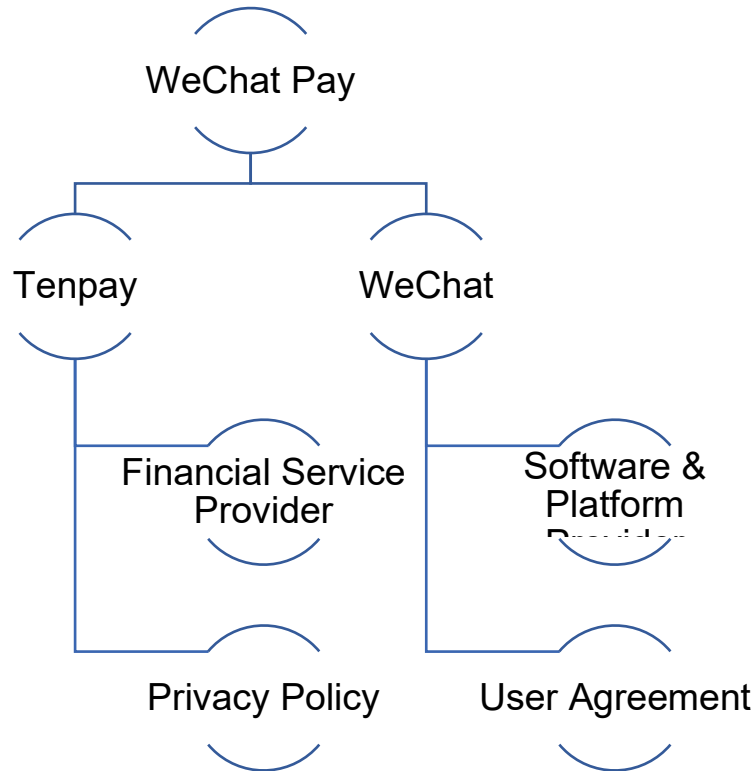 WeChat Pay
Tenpay
WeChat
Financial Service
Provider
Software &
Platform
Privacy Policy
User Agreement